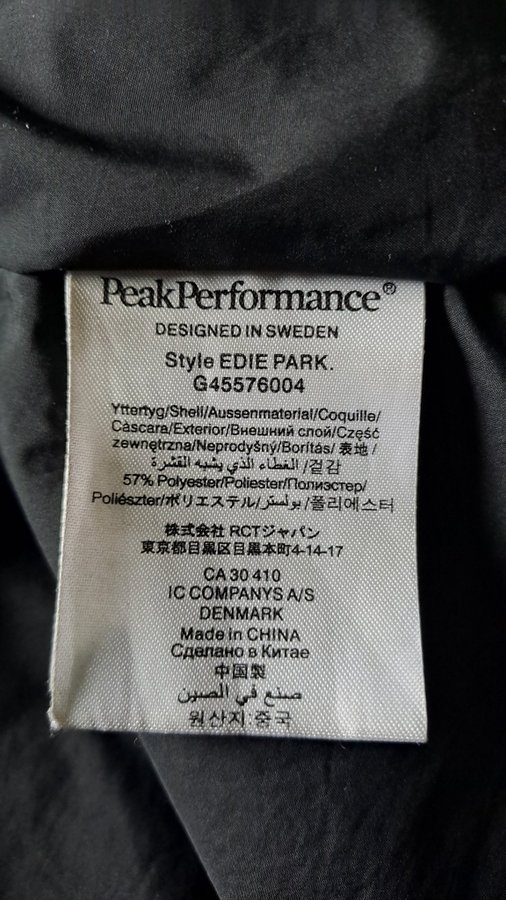 PeakPerformance®
DESIGNED IN SWEDEN
Style EDIE PARK.
G45576004
Yttertyg/Shell/Aussenmaterial/Coquille/
Càscara/Exterior/Внешний слой/Część
zewnętrzna/Neprodyšný/Borítás/ 表地 /
الغطاء الذي يشبه القشرة /겉감
57% Polyester/Poliester/Полиэстер/
Poliészter/ポリエステル/بولستر/폴리에스터
株式会社 RCTジャパン
東京都目黒区目黒本町4-14-17
CA 30 410
IC COMPANYS A/S
DENMARK
Made in CHINA
Сделано в Китае
中国製
صنع في الصين
원산지:중국